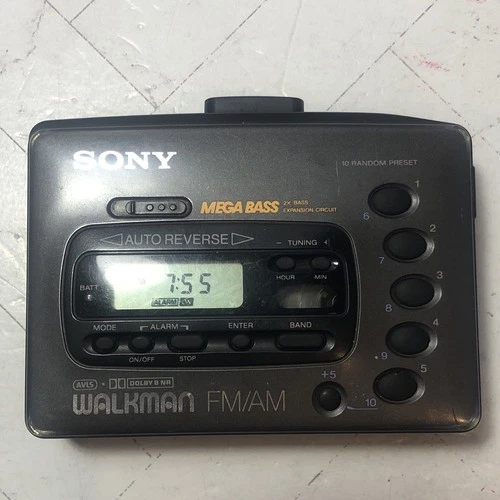 SONY
10 RANDOM PRESET
1
MEGA BASS 2X BASS
EXPANSION CIRCUIT
6
2
AUTO REVERSE
- TUNING
7
HOUR MIN
3
BATT
7:55
ALARM
8
MODE ALARM ENTER BAND
4
ON/OFF STOP
9
+5
5
AVLS DOLBY B NR
WALKMAN FM/AM
10